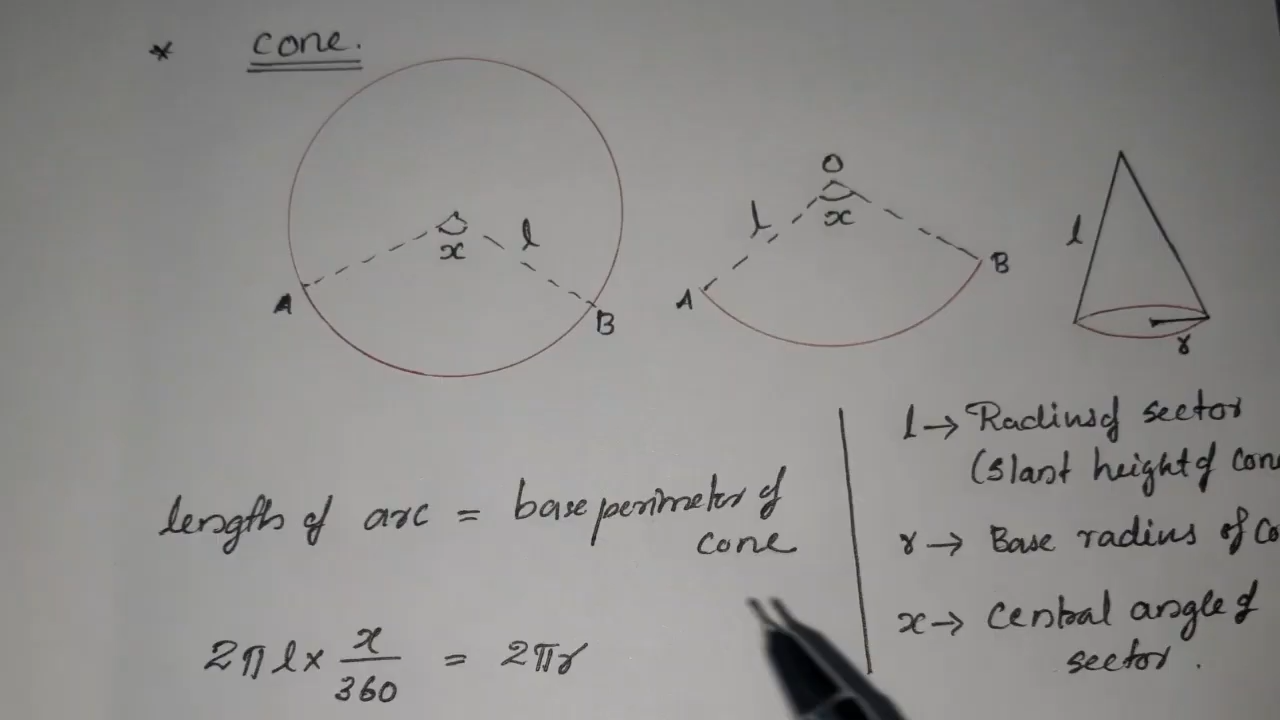 * cone.
x
l
A
B
O
l
x
A
B
l
r
length of arc = base perimeter of
cone
2πl × x/360 = 2πr
l → Radius of sector
(slant height of con
r → Base radius of co
x → Central angle of
sector.